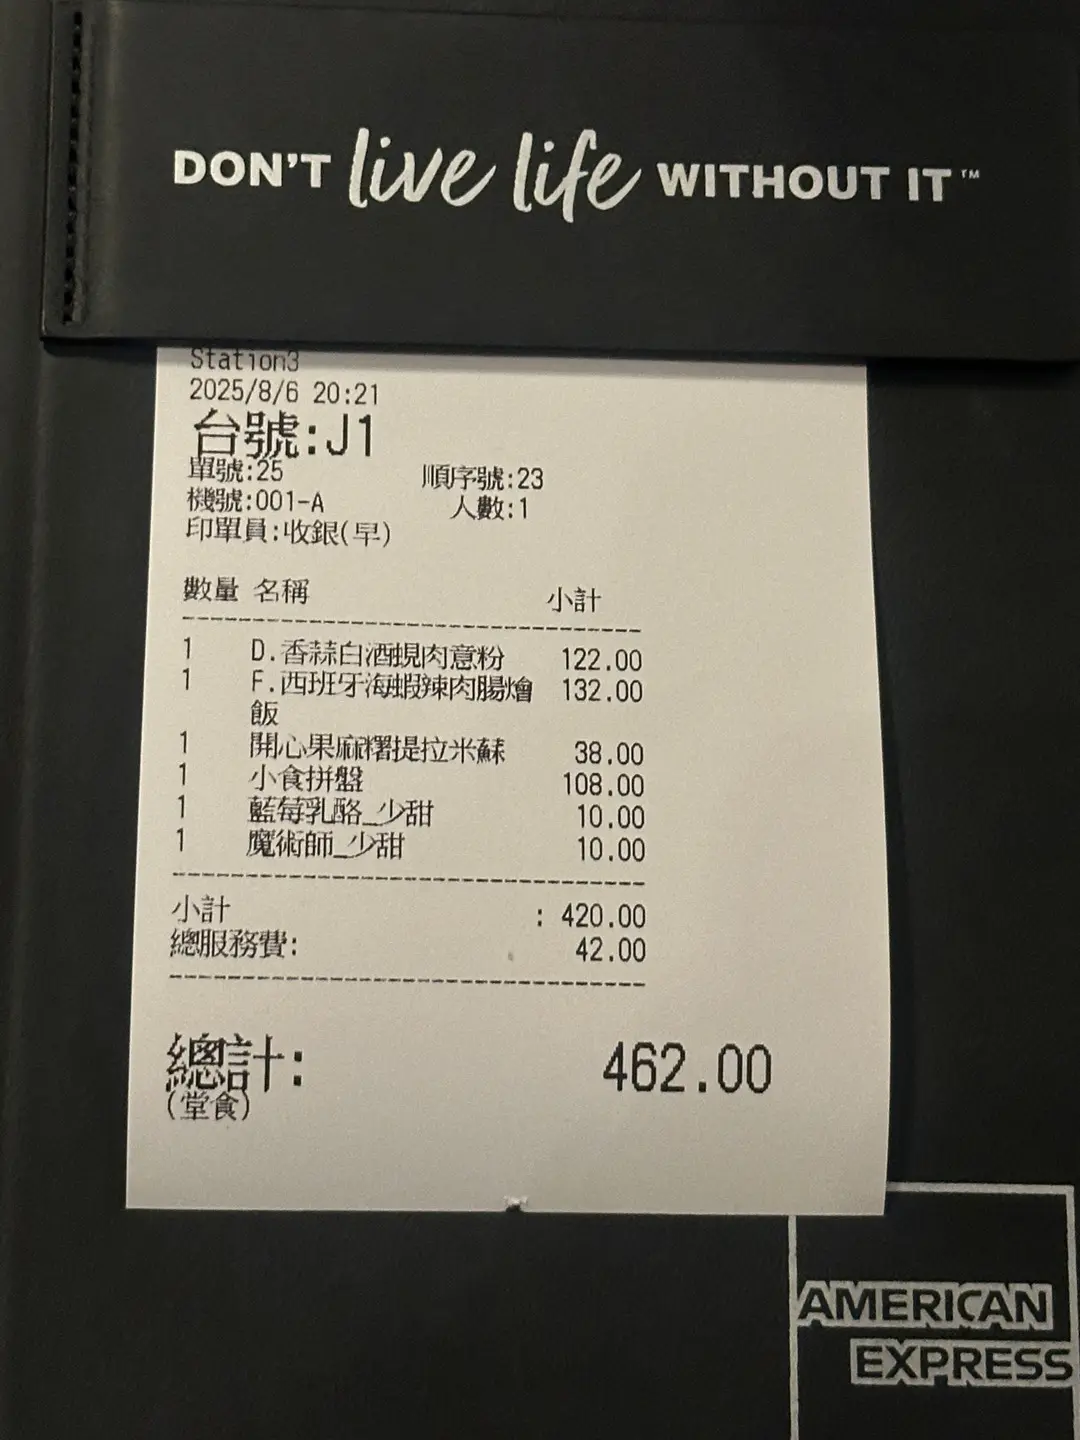 DON'T live life WITHOUT IT™
Station3
2025/8/6 20:21
台號:J1
單號:25 順序號:23
機號:001-A 人數:1
印單員:收銀(早)
數量 名稱 小計
1 D.香蒜白酒蜆肉意粉 122.00
1 F.西班牙海蝦辣肉腸燴 132.00
飯
1 開心果麻糬提拉米蘇 38.00
1 小食拼盤 108.00
1 藍莓乳酪_少甜 10.00
1 魔術師_少甜 10.00
小計 : 420.00
總服務費: 42.00
總計: 462.00
(堂食)
AMERICAN
EXPRESS